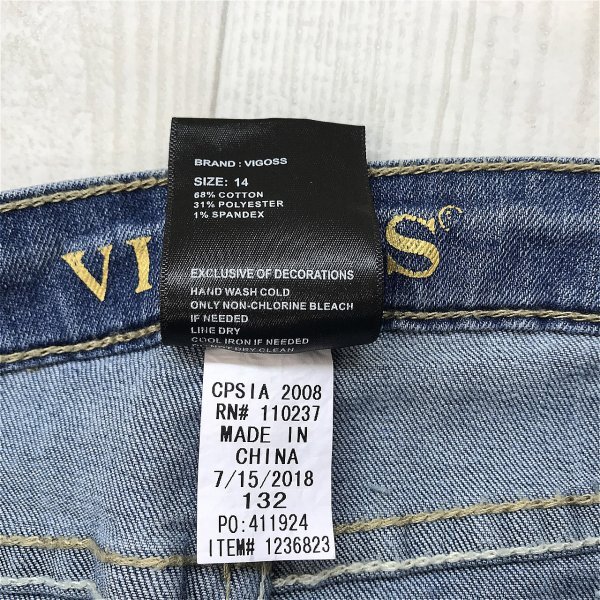 BRAND : VIGOSS
SIZE: 14
68% COTTON
31% POLYESTER
1% SPANDEX
VI S
EXCLUSIVE OF DECORATIONS
HAND WASH COLD
ONLY NON-CHLORINE BLEACH
IF NEEDED
LINE DRY
COOL IRON IF NEEDED
CPSIA 2008
RN# 110237
MADE IN
CHINA
7/15/2018
132
PO:411924
ITEM# 1236823